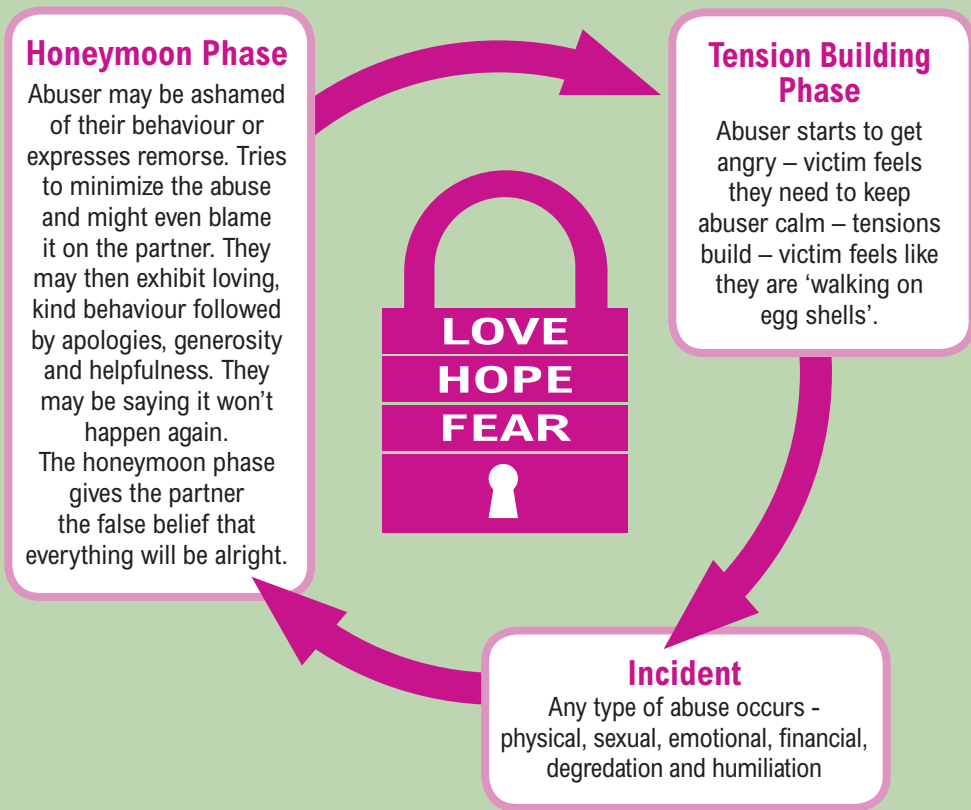 Honeymoon Phase
Abuser may be ashamed
of their behaviour or
expresses remorse. Tries
to minimize the abuse
and might even blame
it on the partner. They
may then exhibit loving,
kind behaviour followed
by apologies, generosity
and helpfulness. They
may be saying it won’t
happen again.
The honeymoon phase
gives the partner
the false belief that
everything will be alright.
Tension Building
Phase
Abuser starts to get
angry – victim feels
they need to keep
abuser calm – tensions
build – victim feels like
they are ‘walking on
egg shells’.
LOVE
HOPE
FEAR
Incident
Any type of abuse occurs -
physical, sexual, emotional, financial,
degredation and humiliation